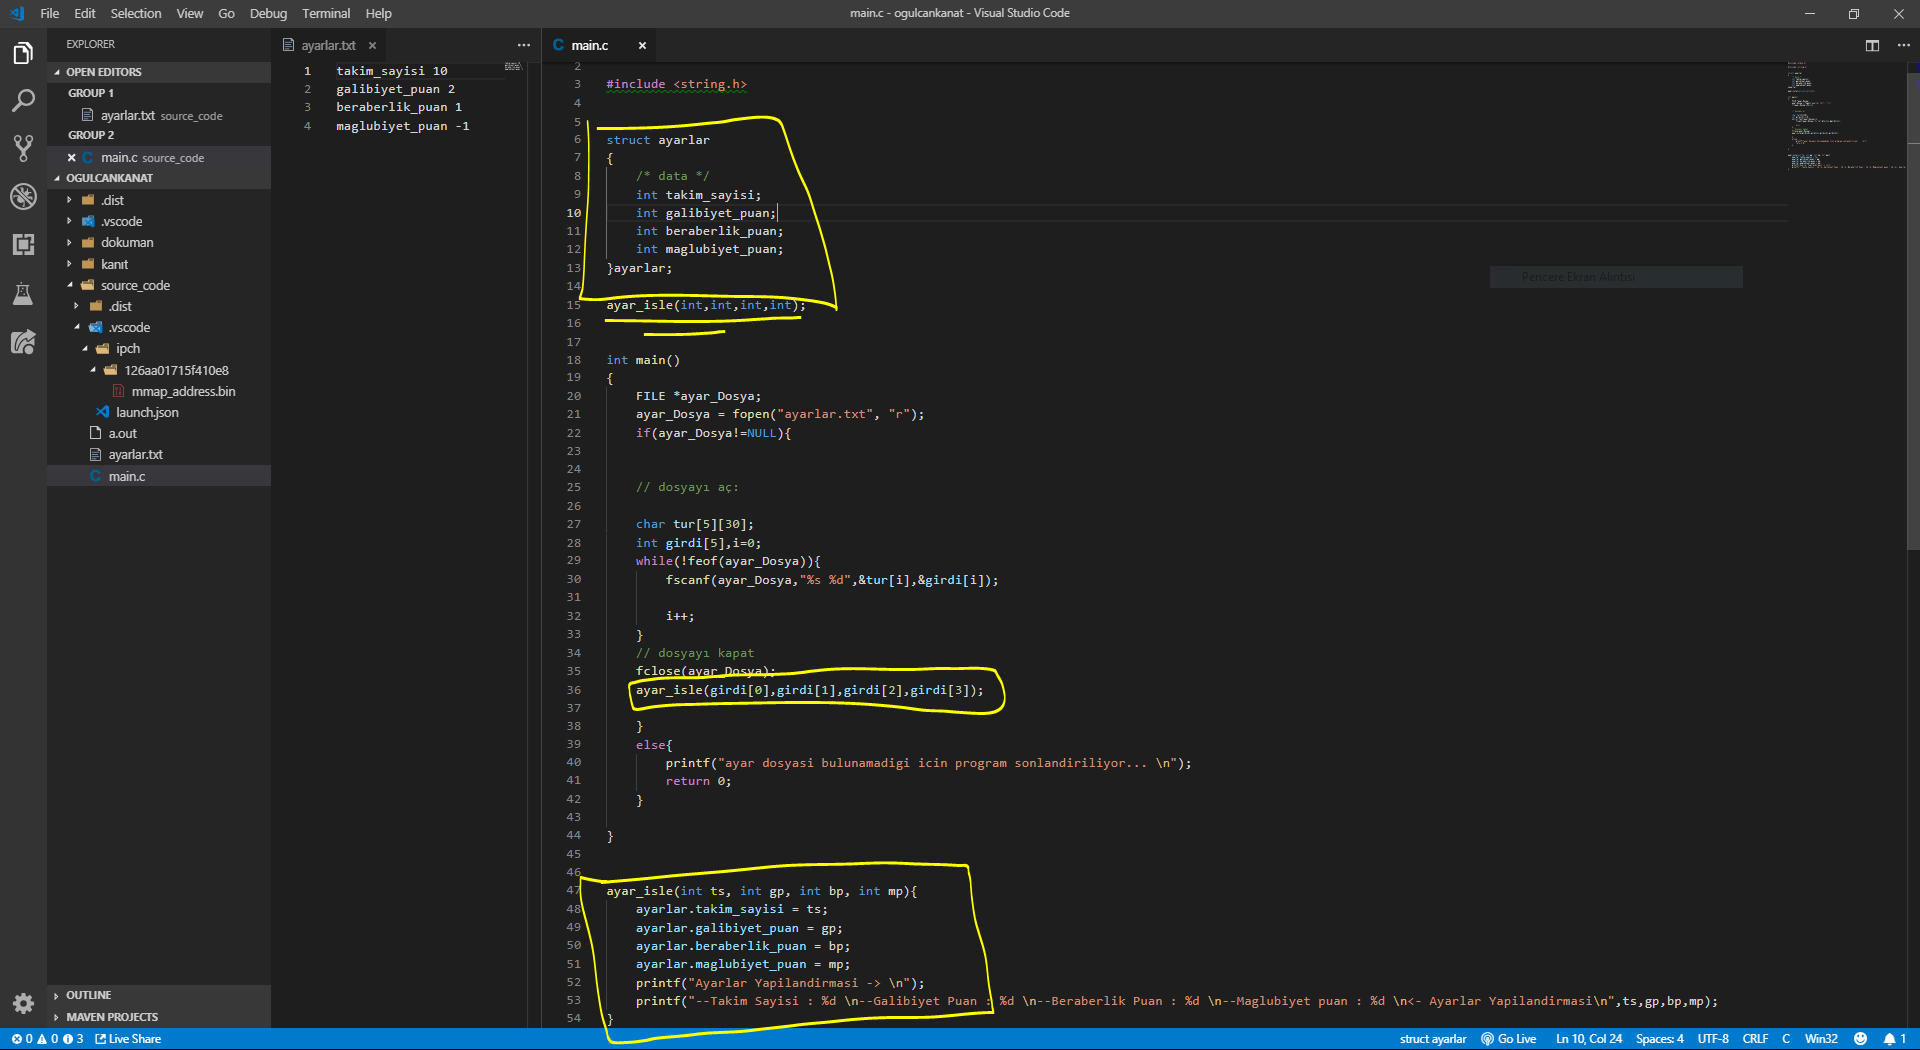 File Edit Selection View Go Debug Terminal Help
main.c - ogulcankanat - Visual Studio Code
EXPLORER
OPEN EDITORS
GROUP 1
ayarlar.txt source_code
GROUP 2
main.c source_code
OGULCANKANAT
.dist
.vscode
dokuman
kanıt
source_code
.dist
.vscode
ipch
126aa01715f410e8
mmap_address.bin
launch.json
a.out
ayarlar.txt
main.c
OUTLINE
MAVEN PROJECTS
ayarlar.txt
1 takim_sayisi 10
2 galibiyet_puan 2
3 beraberlik_puan 1
4 maglubiyet_puan -1
main.c
2
3 #include <string.h>
4
5
6 struct ayarlar
7 {
8 /* data */
9 int takim_sayisi;
10 int galibiyet_puan;
11 int beraberlik_puan;
12 int maglubiyet_puan;
13 }ayarlar;
14
15 ayar_isle(int,int,int,int);
16
17
18 int main()
19 {
20 FILE *ayar_Dosya;
21 ayar_Dosya = fopen("ayarlar.txt", "r");
22 if(ayar_Dosya!=NULL){
23
24
25 // dosyayı aç:
26
27 char tur[5][30];
28 int girdi[5],i=0;
29 while(!feof(ayar_Dosya)){
30 fscanf(ayar_Dosya,"%s %d",&tur[i],&girdi[i]);
31
32 i++;
33 }
34 // dosyayı kapat
35 fclose(ayar_Dosya);
36 ayar_isle(girdi[0],girdi[1],girdi[2],girdi[3]);
37
38 }
39 else{
40 printf("ayar dosyasi bulunamadigi icin program sonlandiriliyor... \n");
41 return 0;
42 }
43
44 }
45
46
47 ayar_isle(int ts, int gp, int bp, int mp){
48 ayarlar.takim_sayisi = ts;
49 ayarlar.galibiyet_puan = gp;
50 ayarlar.beraberlik_puan = bp;
51 ayarlar.maglubiyet_puan = mp;
52 printf("Ayarlar Yapilandirmasi -> \n");
53 printf("--Takim Sayisi : %d \n--Galibiyet Puan : %d \n--Beraberlik Puan : %d \n--Maglubiyet puan : %d \n<- Ayarlar Yapilandirmasi\n",ts,gp,bp,mp);
54 }
Pencere Ekran Alıntısı
0 0 3 Live Share
struct ayarlar Go Live Ln 10, Col 24 Spaces: 4 UTF-8 CRLF C Win32 1